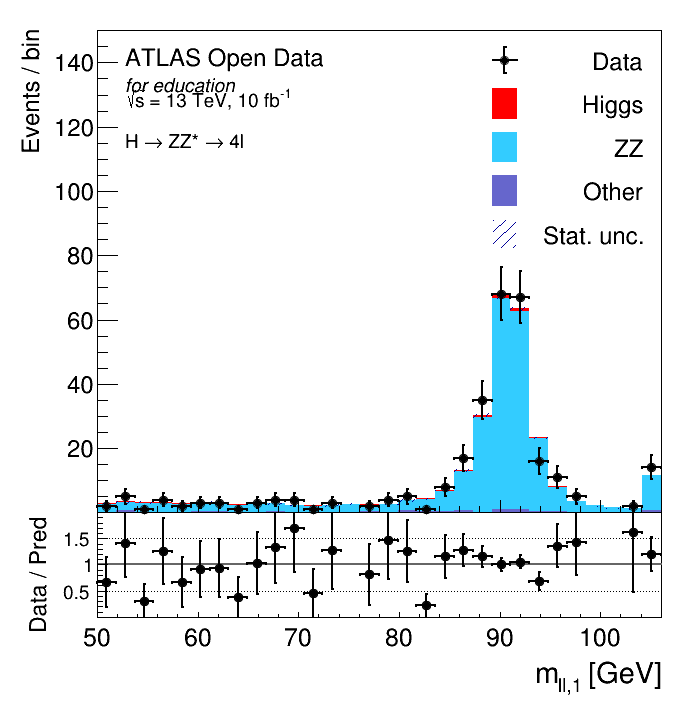 Events / bin
140
120
100
80
60
40
20
ATLAS Open Data
for education
√s = 13 TeV, 10 fb-1
H → ZZ* → 4l
Data
Higgs
ZZ
Other
Stat. unc.
Data / Pred
1.5
1
0.5
50 60 70 80 90 100
mll,1 [GeV]